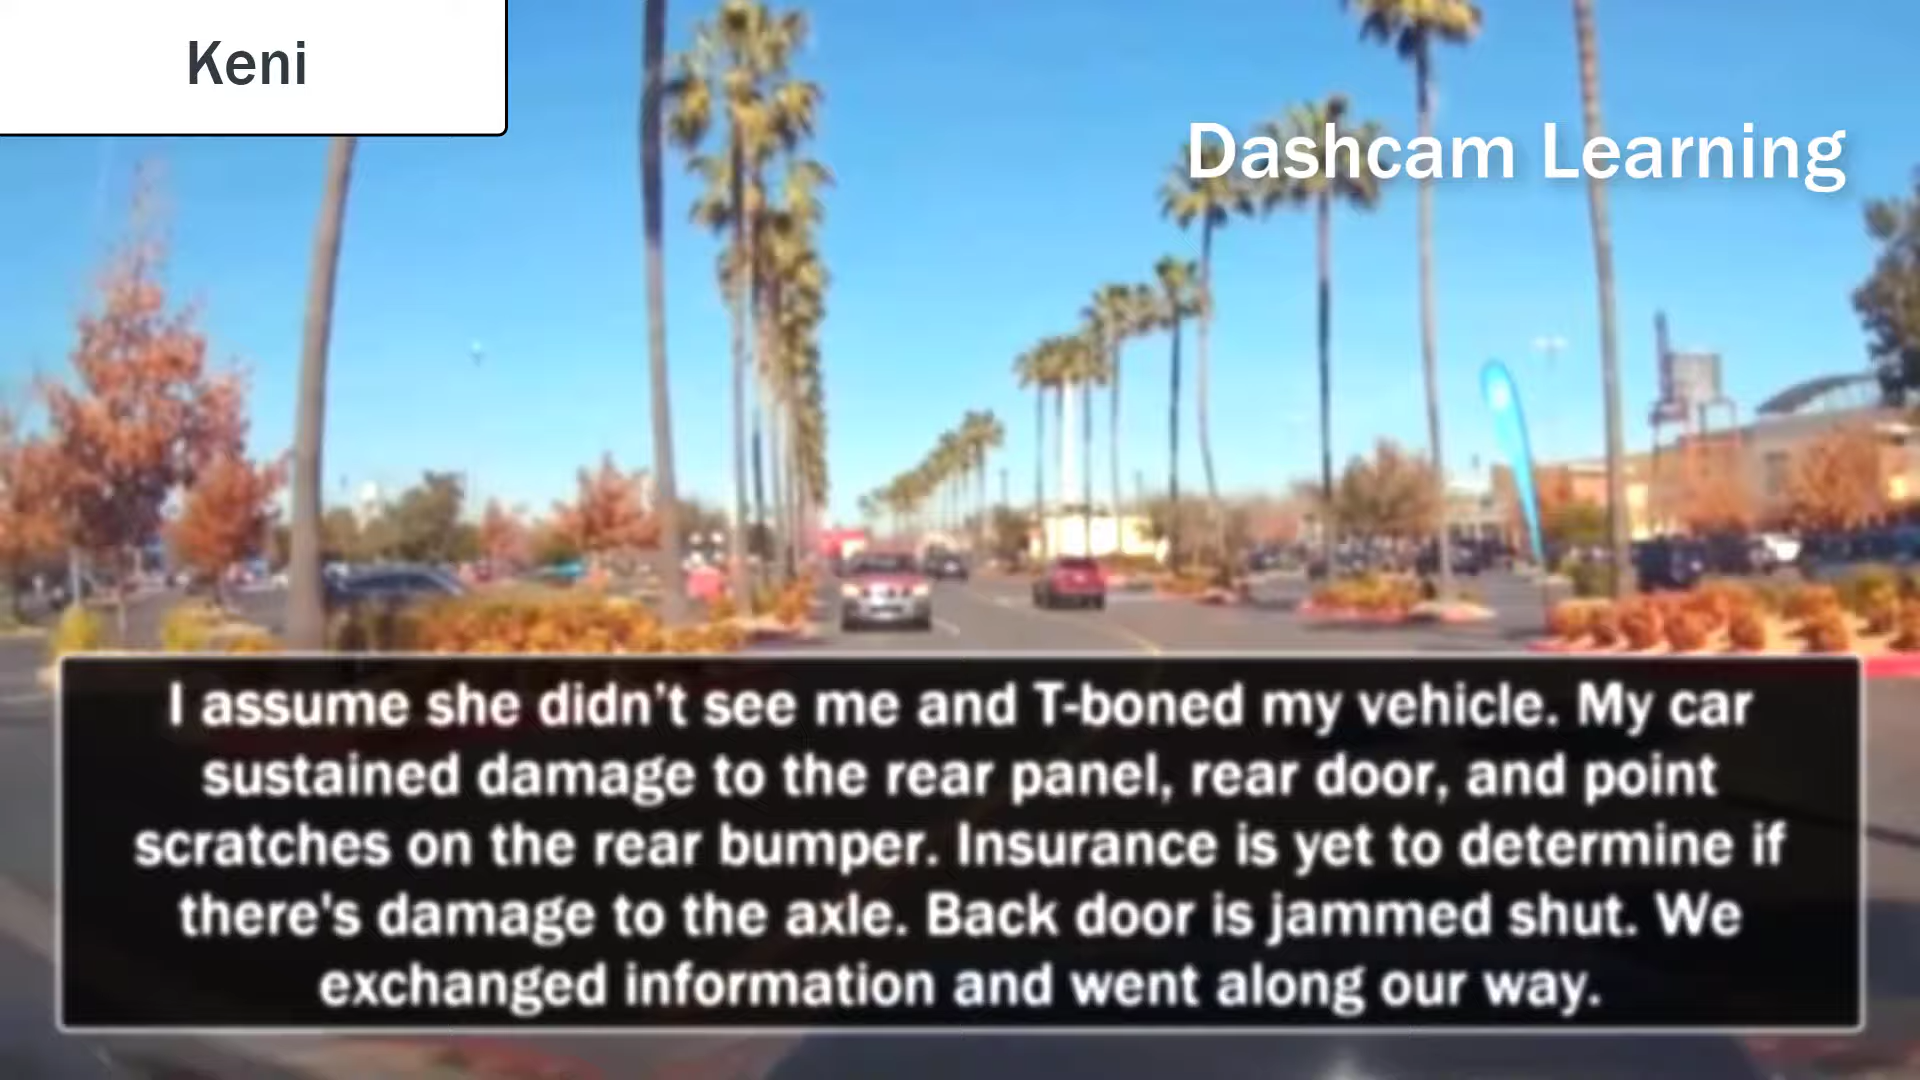 Keni
Dashcam Learning
I assume she didn’t see me and T-boned my vehicle. My car
sustained damage to the rear panel, rear door, and point
scratches on the rear bumper. Insurance is yet to determine if
there's damage to the axle. Back door is jammed shut. We
exchanged information and went along our way.